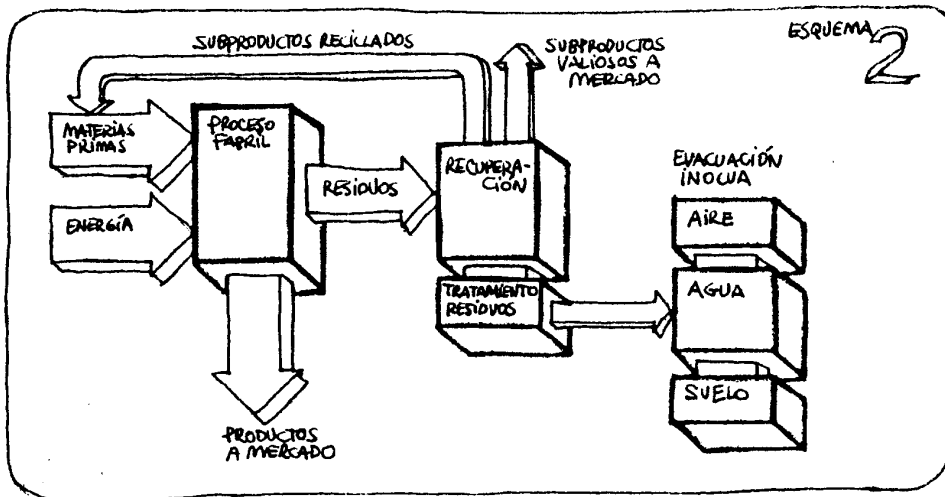 ESQUEMA 2
SUBPRODUCTOS RECICLADOS
SUBPRODUCTOS
VALIOSOS A
MERCADO
MATERIAS
PRIMAS
PROCESO
FABRIL
RESIDUOS
RECUPERA-
CIÓN
ENERGÍA
EVACUACIÓN
INOCUA
AIRE
TRATAMIENTO
RESIDUOS
AGUA
SUELO
PRODUCTOS
A MERCADO